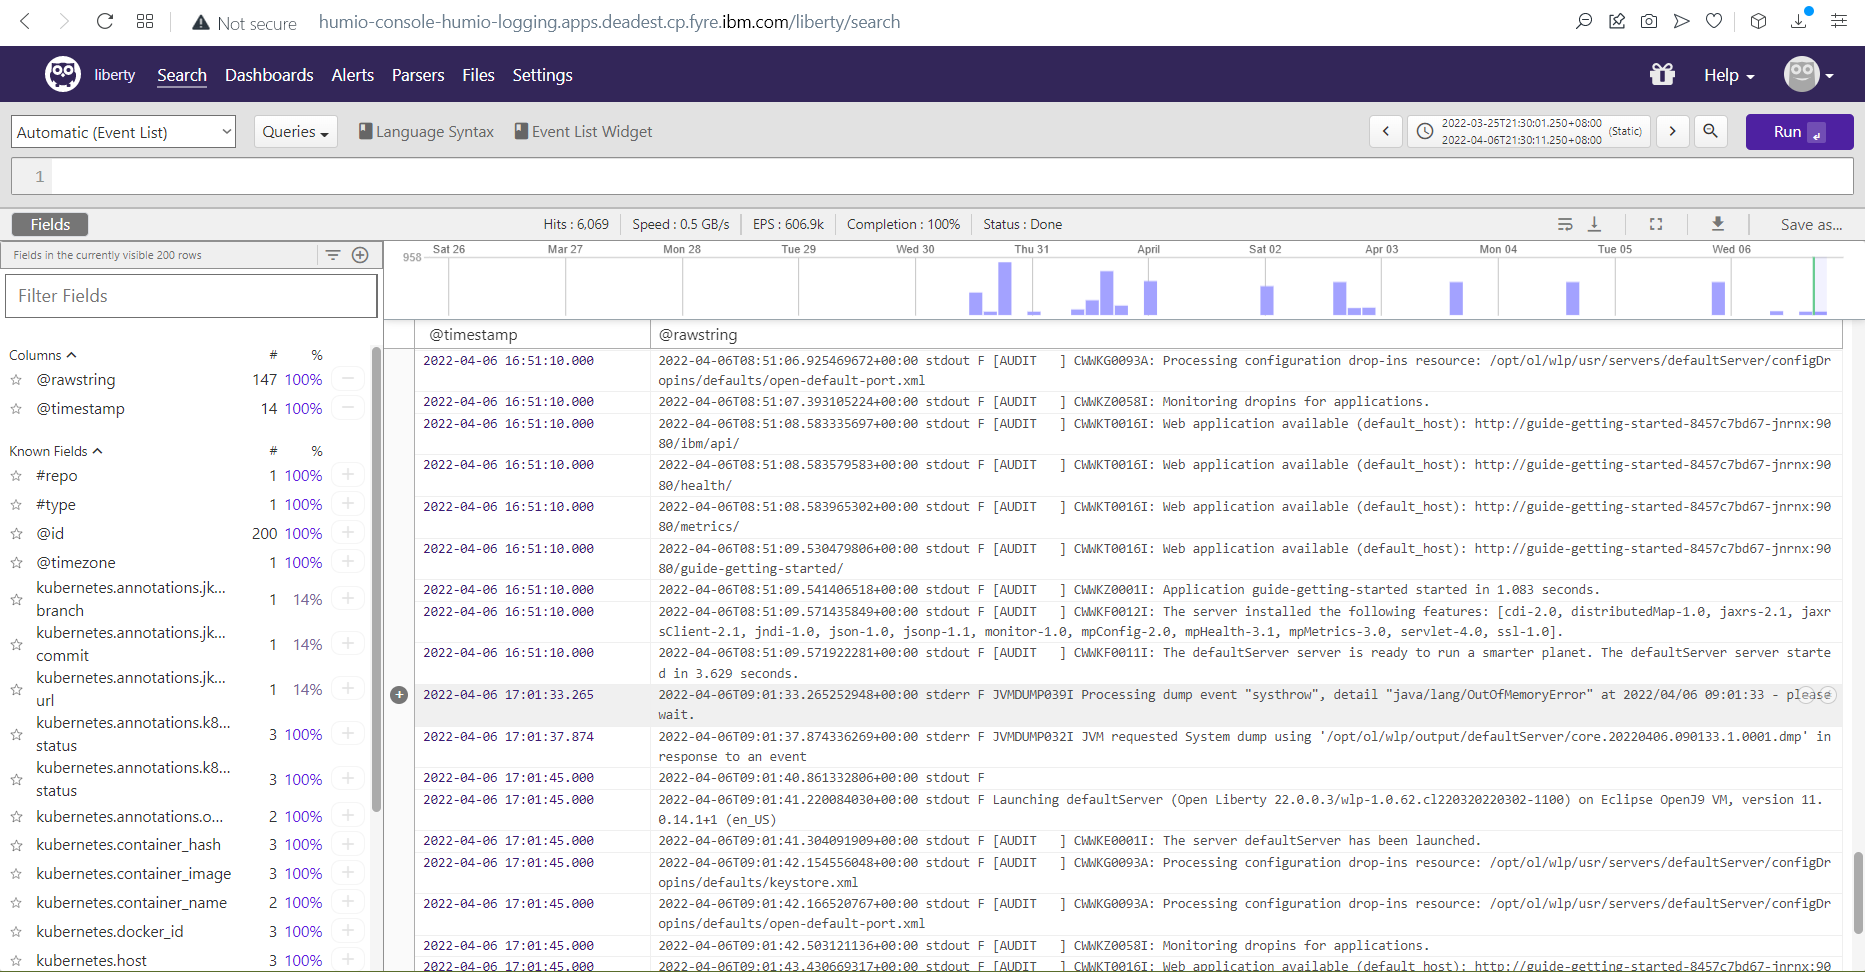 Not secure humio-console-humio-logging.apps.deadest.cp.fyre.ibm.com/liberty/search
liberty Search Dashboards Alerts Parsers Files Settings Help
Automatic (Event List) Queries Language Syntax Event List Widget 2022-03-25T21:30:01.250+08:00 (Static) Run
2022-04-06T21:30:11.250+08:00
1
Fields Hits : 6,069 Speed : 0.5 GB/s EPS : 606.9k Completion : 100% Status : Done Save as...
Fields in the currently visible 200 rows
Filter Fields
Columns # %
@rawstring 147 100%
@timestamp 14 100%
Known Fields # %
#repo 1 100%
#type 1 100%
@id 200 100%
@timezone 1 100%
kubernetes.annotations.jk...
branch 1 14%
kubernetes.annotations.jk...
commit 1 14%
kubernetes.annotations.jk...
url 1 14%
kubernetes.annotations.k8...
status 3 100%
kubernetes.annotations.k8...
status 3 100%
kubernetes.annotations.o... 2 100%
kubernetes.container_hash 3 100%
kubernetes.container_image 3 100%
kubernetes.container_name 2 100%
kubernetes.docker_id 3 100%
kubernetes.host 3 100%
Sat 26 Mar 27 Mon 28 Tue 29 Wed 30 Thu 31 April Sat 02 Apr 03 Mon 04 Tue 05 Wed 06
958
@timestamp @rawstring
2022-04-06 16:51:10.000 2022-04-06T08:51:06.925469672+00:00 stdout F [AUDIT ] CWWKG0093A: Processing configuration drop-ins resource: /opt/ol/wlp/usr/servers/defaultServer/configDr
opins/defaults/open-default-port.xml
2022-04-06 16:51:10.000 2022-04-06T08:51:07.393105224+00:00 stdout F [AUDIT ] CWWKZ0058I: Monitoring dropins for applications.
2022-04-06 16:51:10.000 2022-04-06T08:51:08.583335697+00:00 stdout F [AUDIT ] CWWKT0016I: Web application available (default_host): http://guide-getting-started-8457c7bd67-jnrnx:90
80/ibm/api/
2022-04-06 16:51:10.000 2022-04-06T08:51:08.583579583+00:00 stdout F [AUDIT ] CWWKT0016I: Web application available (default_host): http://guide-getting-started-8457c7bd67-jnrnx:90
80/health/
2022-04-06 16:51:10.000 2022-04-06T08:51:08.583965302+00:00 stdout F [AUDIT ] CWWKT0016I: Web application available (default_host): http://guide-getting-started-8457c7bd67-jnrnx:90
80/metrics/
2022-04-06 16:51:10.000 2022-04-06T08:51:09.530479806+00:00 stdout F [AUDIT ] CWWKT0016I: Web application available (default_host): http://guide-getting-started-8457c7bd67-jnrnx:90
80/guide-getting-started/
2022-04-06 16:51:10.000 2022-04-06T08:51:09.541406518+00:00 stdout F [AUDIT ] CWWKZ0001I: Application guide-getting-started started in 1.083 seconds.
2022-04-06 16:51:10.000 2022-04-06T08:51:09.571435849+00:00 stdout F [AUDIT ] CWWKF0012I: The server installed the following features: [cdi-2.0, distributedMap-1.0, jaxrs-2.1, jaxr
sClient-2.1, jndi-1.0, json-1.0, jsonp-1.1, monitor-1.0, mpConfig-2.0, mpHealth-3.1, mpMetrics-3.0, servlet-4.0, ssl-1.0].
2022-04-06 16:51:10.000 2022-04-06T08:51:09.571922281+00:00 stdout F [AUDIT ] CWWKF0011I: The defaultServer server is ready to run a smarter planet. The defaultServer server starte
d in 3.629 seconds.
2022-04-06 17:01:33.265 2022-04-06T09:01:33.265252948+00:00 stderr F JVMDUMP039I Processing dump event "systhrow", detail "java/lang/OutOfMemoryError" at 2022/04/06 09:01:33 - please
wait.
2022-04-06 17:01:37.874 2022-04-06T09:01:37.874336269+00:00 stderr F JVMDUMP032I JVM requested System dump using '/opt/ol/wlp/output/defaultServer/core.20220406.090133.1.0001.dmp' in
response to an event
2022-04-06 17:01:45.000 2022-04-06T09:01:40.861332806+00:00 stdout F
2022-04-06 17:01:45.000 2022-04-06T09:01:41.220084030+00:00 stdout F Launching defaultServer (Open Liberty 22.0.0.3/wlp-1.0.62.cl220320220302-1100) on Eclipse OpenJ9 VM, version 11.
0.14.1+1 (en_US)
2022-04-06 17:01:45.000 2022-04-06T09:01:41.304091909+00:00 stdout F [AUDIT ] CWWKE0001I: The server defaultServer has been launched.
2022-04-06 17:01:45.000 2022-04-06T09:01:42.154556048+00:00 stdout F [AUDIT ] CWWKG0093A: Processing configuration drop-ins resource: /opt/ol/wlp/usr/servers/defaultServer/configDr
opins/defaults/keystore.xml
2022-04-06 17:01:45.000 2022-04-06T09:01:42.166520767+00:00 stdout F [AUDIT ] CWWKG0093A: Processing configuration drop-ins resource: /opt/ol/wlp/usr/servers/defaultServer/configDr
opins/defaults/open-default-port.xml
2022-04-06 17:01:45.000 2022-04-06T09:01:42.503121136+00:00 stdout F [AUDIT ] CWWKZ0058I: Monitoring dropins for applications.
2022-04-06 17:01:45.000 2022-04-06T09:01:43.430669317+00:00 stdout F [AUDIT ] CWWKT0016I: Web application available (default_host): http://guide-getting-started-8457c7bd67-jnrnx:90